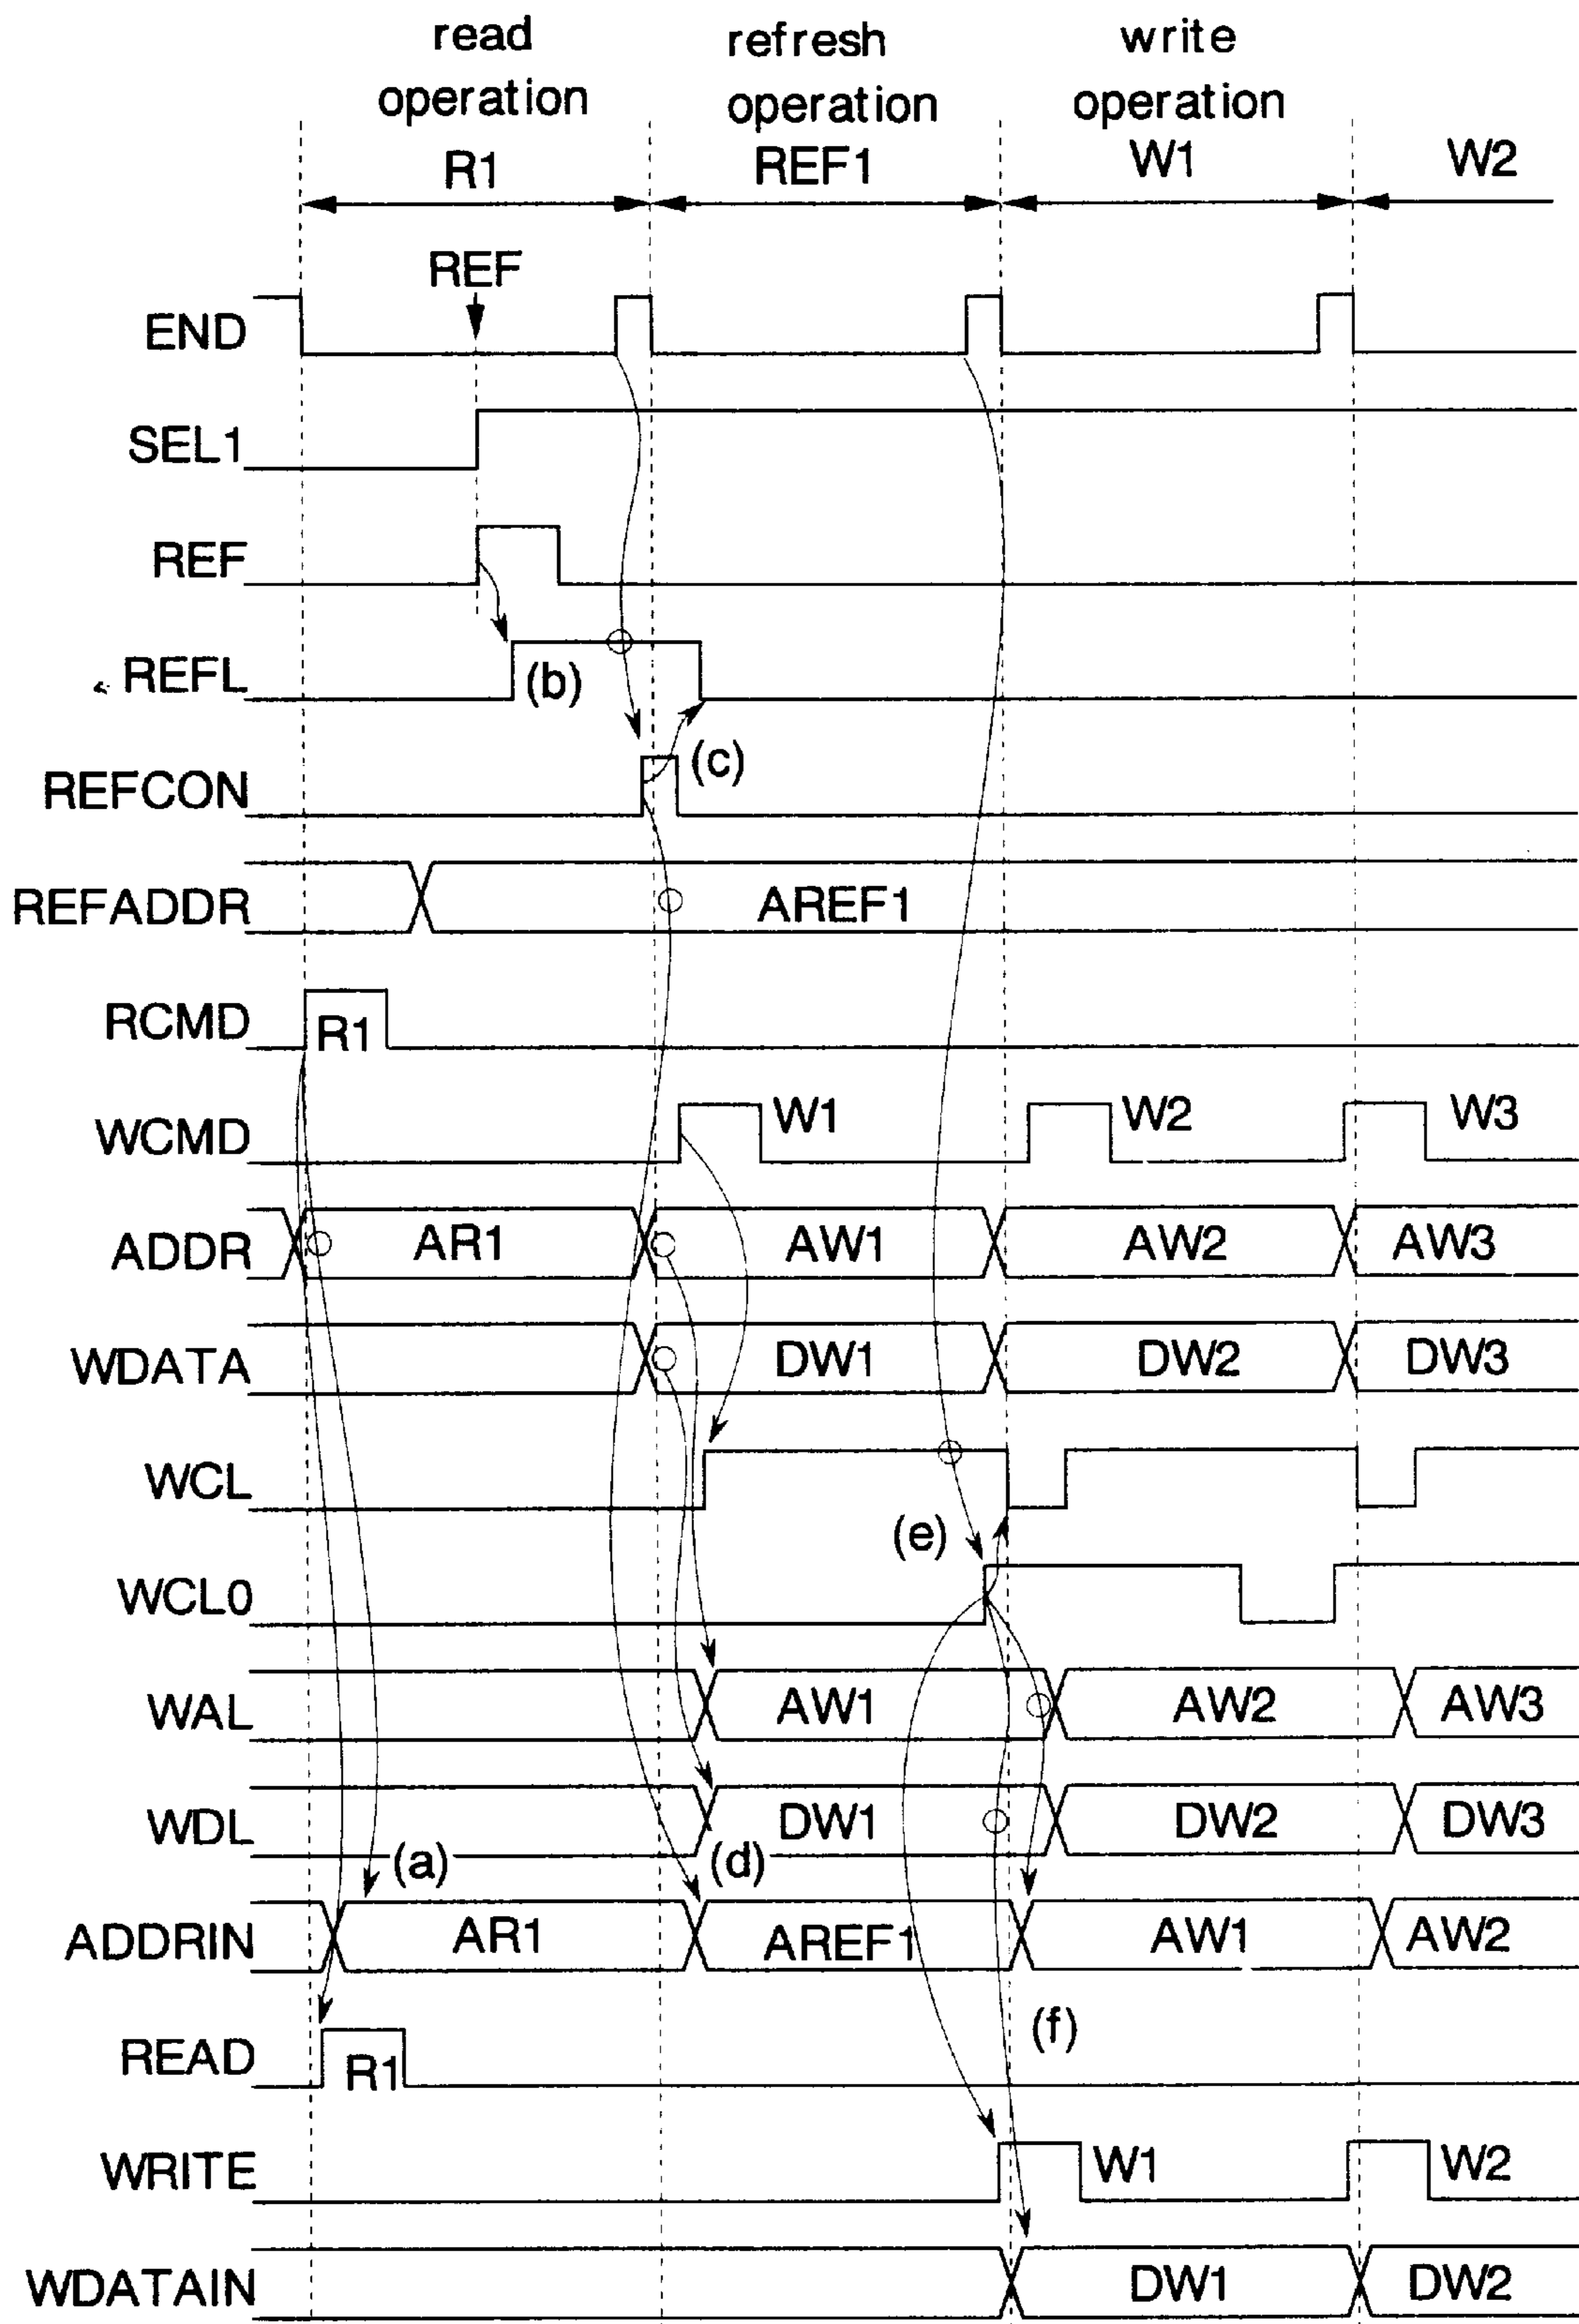 read refresh write
operation operation operation
R1 REF1 W1 W2
REF
END
SEL1
REF
REFL (b)
REFCON (c)
REFADDR AREF1
RCMD R1
WCMD W1 W2 W3
ADDR AR1 AW1 AW2 AW3
WDATA DW1 DW2 DW3
WCL
(e)
WCL0
WAL AW1 AW2 AW3
WDL DW1 DW2 DW3
(a) (d)
ADDRIN AR1 AREF1 AW1 AW2
(f)
READ R1
WRITE W1 W2
WDATAIN DW1 DW2